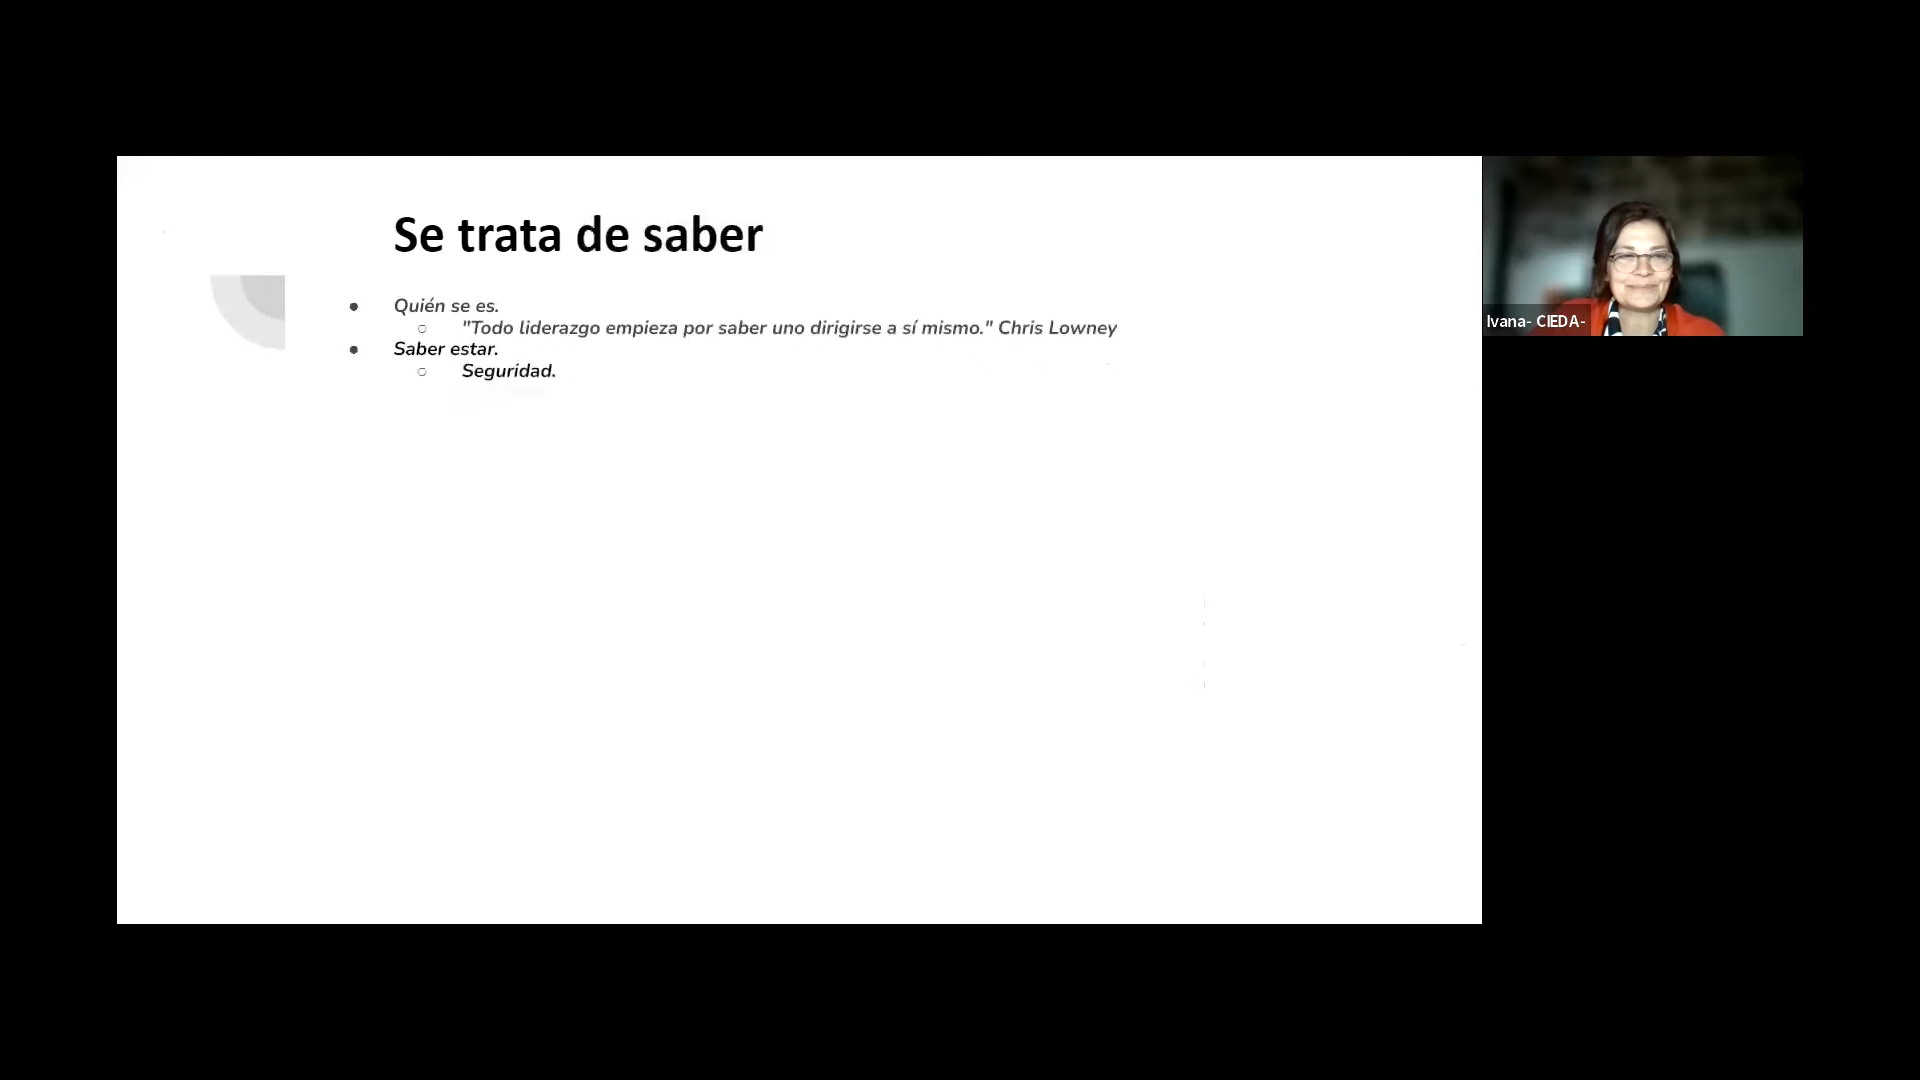 Se trata de saber
Quién se es.
"Todo liderazgo empieza por saber uno dirigirse a sí mismo." Chris Lowney
Saber estar.
Seguridad.
Ivana- CIEDA-